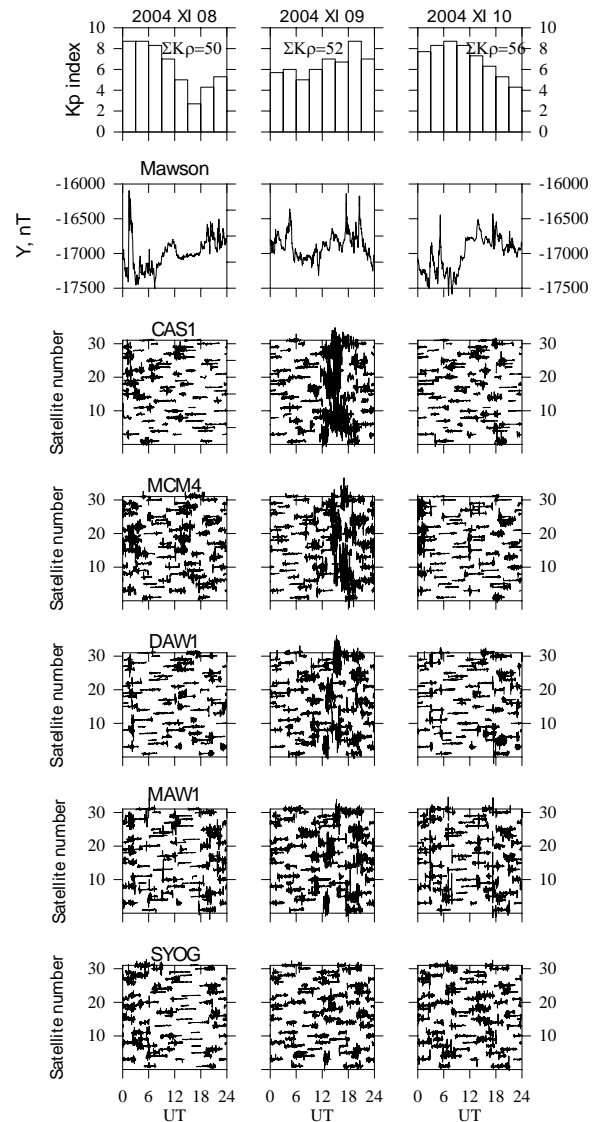 2004 XI 08 2004 XI 09 2004 XI 10
10 10
ΣKρ=50 ΣKρ=52 ΣKρ=56
8 8
6 6
4 4
2 2
0 0
Kp index
Mawson
-16000 -16000
-16500 -16500
-17000 -17000
-17500 -17500
Y, nT
CAS1
30 30
20 20
10 10
Satellite number
MCM4
30 30
20 20
10 10
Satellite number
DAW1
30 30
20 20
10 10
Satellite number
MAW1
30 30
20 20
10 10
Satellite number
SYOG
30 30
20 20
10 10
Satellite number
0 6 12 18 24 0 6 12 18 24 0 6 12 18 24
UT UT UT